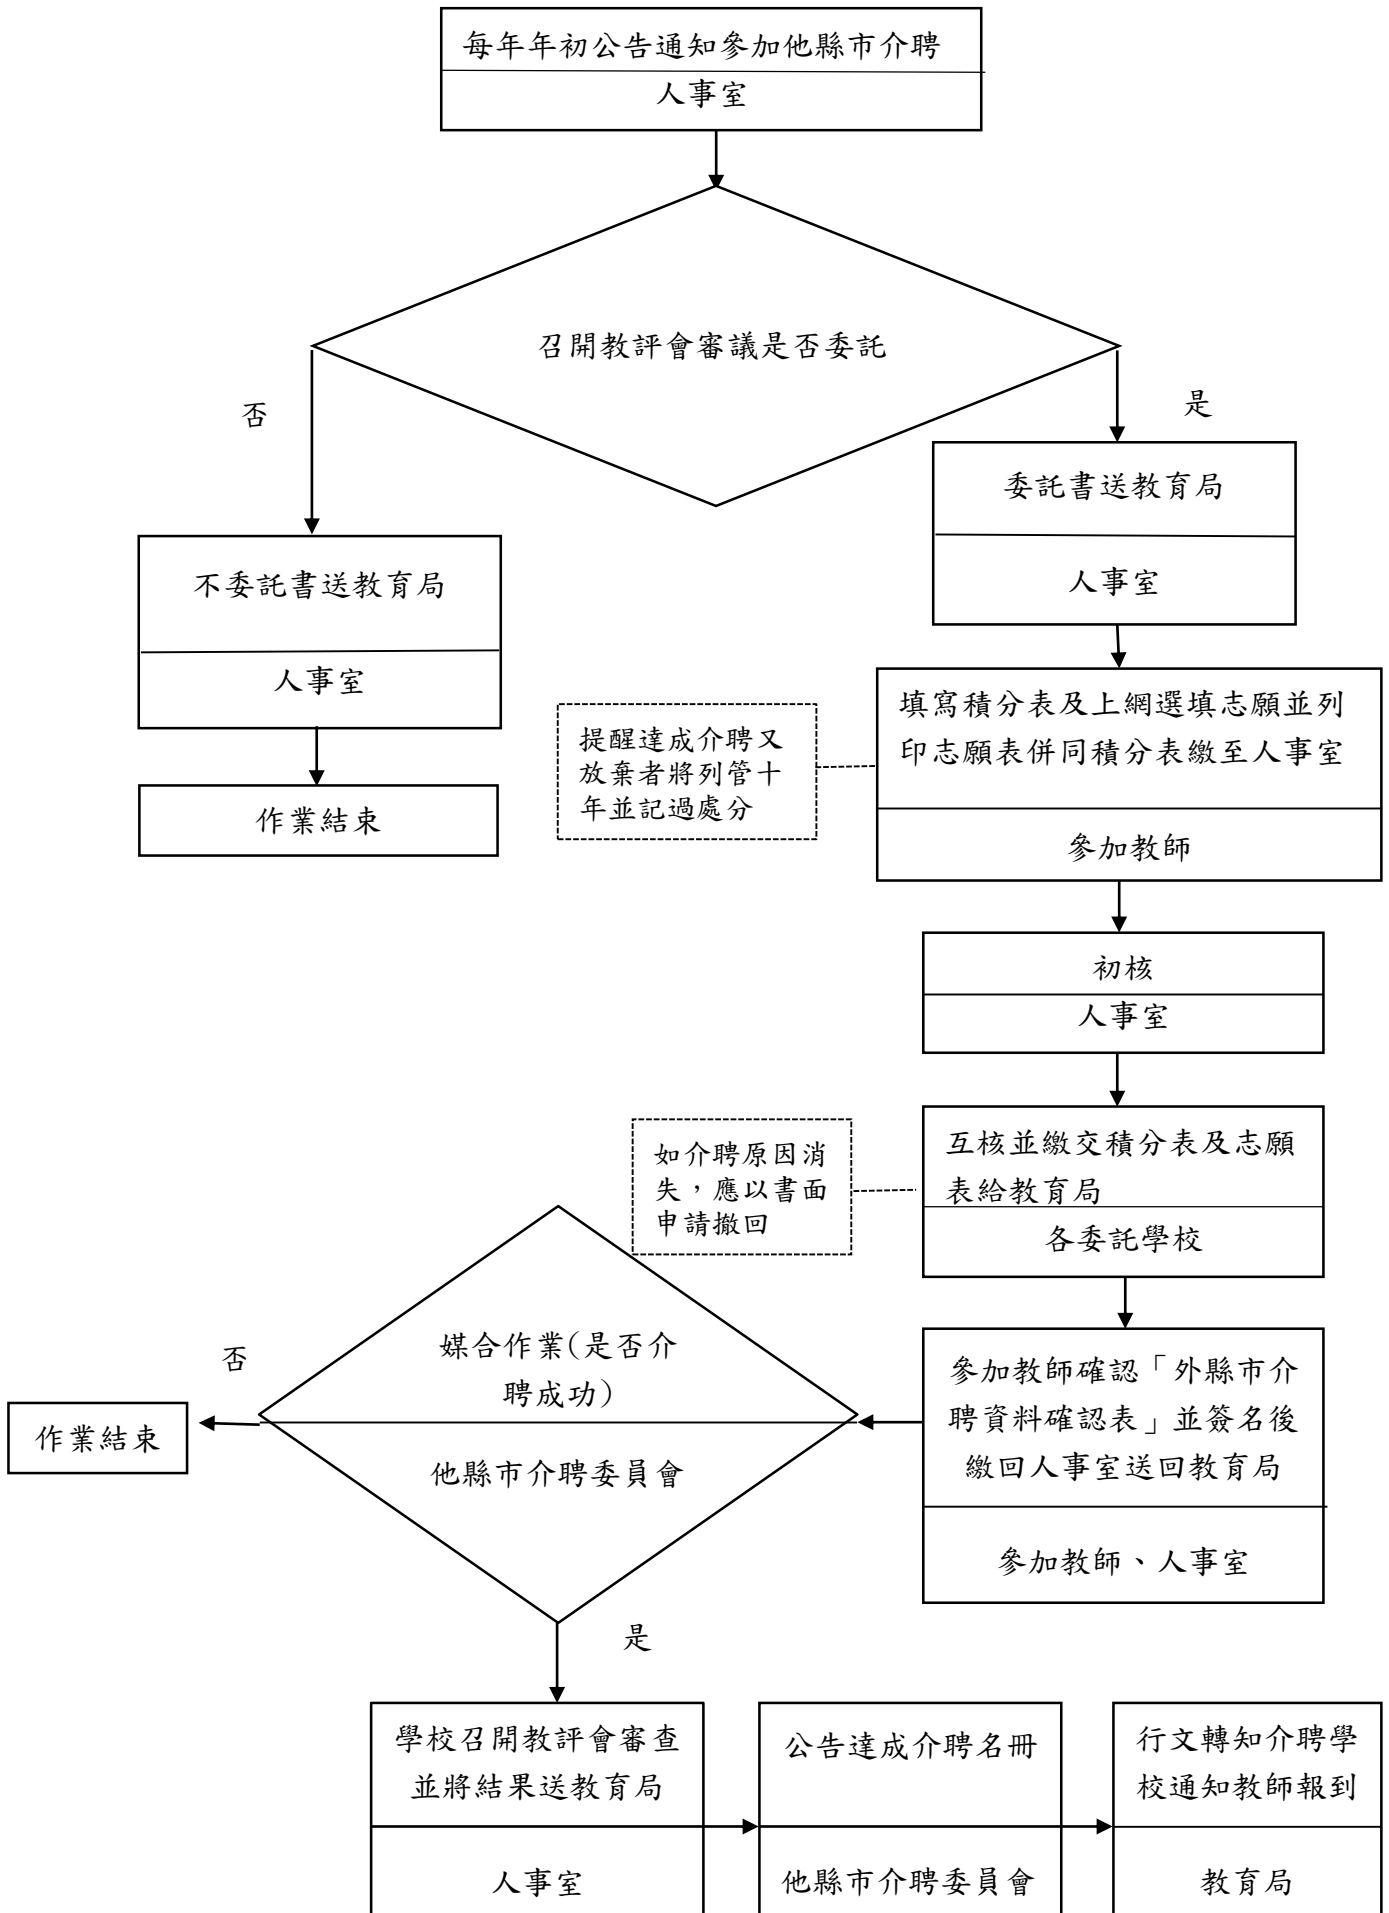 每年年初公告通知參加他縣市介聘
人事室
召開教評會審議是否委託
否
是
委託書送教育局
人事室
不委託書送教育局
人事室
作業結束
填寫積分表及上網選填志願並列
印志願表併同積分表繳至人事室
參加教師
提醒達成介聘又
放棄者將列管十
年並記過處分
初核
人事室
互核並繳交積分表及志願
表給教育局
各委託學校
如介聘原因消
失，應以書面
申請撤回
參加教師確認「外縣市介
聘資料確認表」並簽名後
繳回人事室送回教育局
參加教師、人事室
媒合作業(是否介
聘成功)
他縣市介聘委員會
否
作業結束
是
學校召開教評會審查
並將結果送教育局
人事室
公告達成介聘名冊
他縣市介聘委員會
行文轉知介聘學
校通知教師報到
教育局